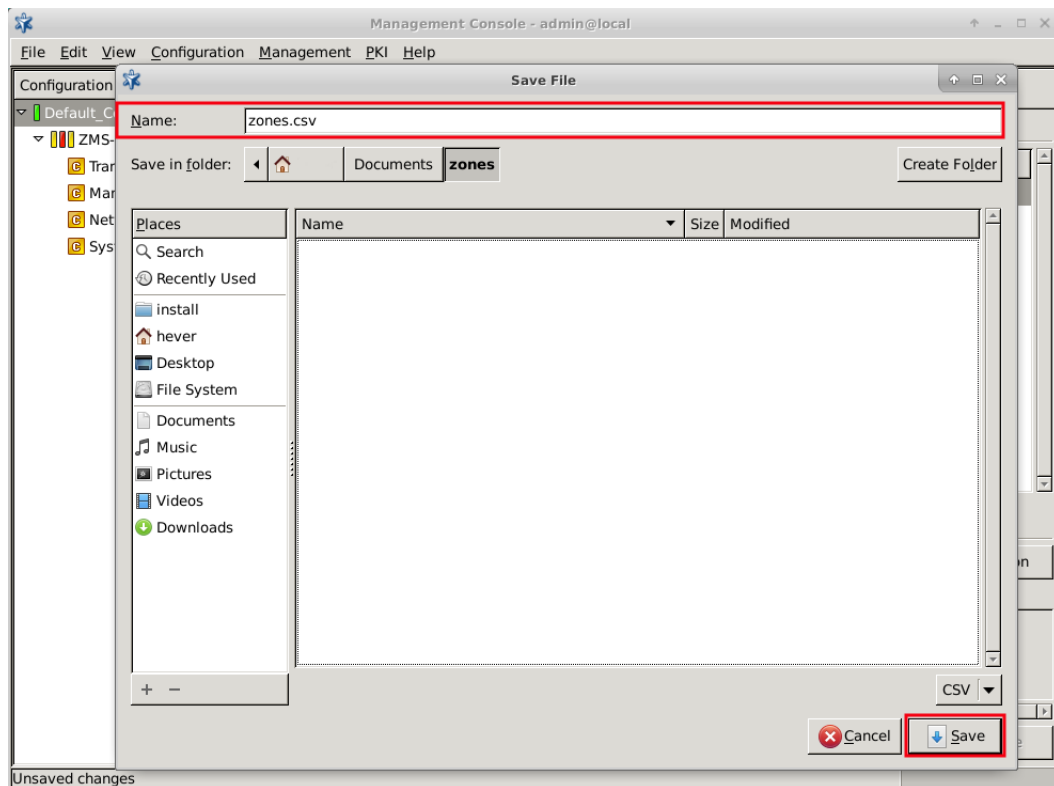 Management Console - admin@local
File Edit View Configuration Management PKI Help
Configuration
Save File
Default_C
Name: zones.csv
ZMS-
Tran
Save in folder: Documents zones Create Folder
Mar
Net
Places Name Size Modified
Sys
Search
Recently Used
install
hever
Desktop
File System
Documents
Music
Pictures
Videos
Downloads
on
+ − CSV
Cancel Save
Unsaved changes